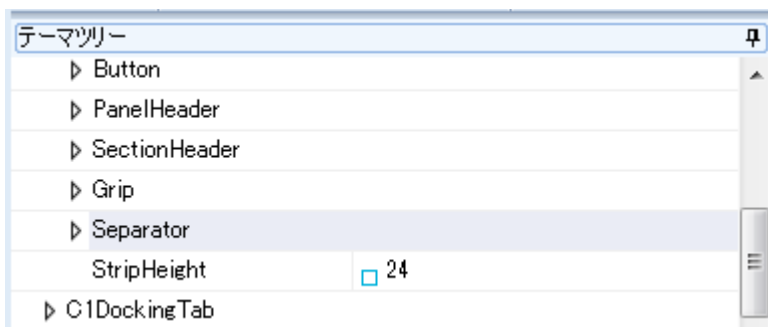 テーマツリー
Button
PanelHeader
SectionHeader
Grip
Separator
StripHeight 24
C1DockingTab